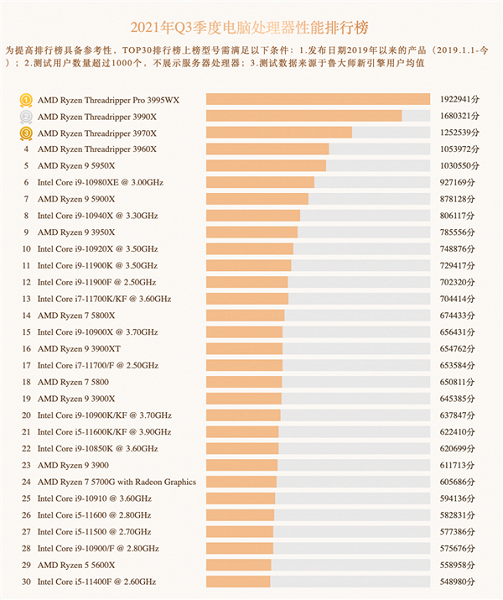 2021年Q3季度电脑处理器性能排行榜
为提高排行榜具备参考性，TOP30排行榜上榜型号需满足以下条件：1.发布日期2019年以来的产品（2019.1.1-今
）；2.测试用户数量超过1000个，不展示服务器处理器；3.测试数据来源于鲁大师新引擎用户均值
1 AMD Ryzen Threadripper Pro 3995WX 1922941分
2 AMD Ryzen Threadripper 3990X 1680321分
3 AMD Ryzen Threadripper 3970X 1252539分
4 AMD Ryzen Threadripper 3960X 1053972分
5 AMD Ryzen 9 5950X 1030550分
6 Intel Core i9-10980XE @ 3.00GHz 927169分
7 AMD Ryzen 9 5900X 878128分
8 Intel Core i9-10940X @ 3.30GHz 806117分
9 AMD Ryzen 9 3950X 785556分
10 Intel Core i9-10920X @ 3.50GHz 748876分
11 Intel Core i9-11900K @ 3.50GHz 729417分
12 Intel Core i9-11900F @ 2.50GHz 702320分
13 Intel Core i7-11700K/KF @ 3.60GHz 704414分
14 AMD Ryzen 7 5800X 674433分
15 Intel Core i9-10900X @ 3.70GHz 656431分
16 AMD Ryzen 9 3900XT 654762分
17 Intel Core i7-11700/F @ 2.50GHz 653584分
18 AMD Ryzen 7 5800 650811分
19 AMD Ryzen 9 3900X 645385分
20 Intel Core i9-10900K/KF @ 3.70GHz 637847分
21 Intel Core i5-11600K/KF @ 3.90GHz 622410分
22 Intel Core i9-10850K @ 3.60GHz 620699分
23 AMD Ryzen 9 3900 611713分
24 AMD Ryzen 7 5700G with Radeon Graphics 605686分
25 Intel Core i9-10910 @ 3.60GHz 594136分
26 Intel Core i5-11600 @ 2.80GHz 582831分
27 Intel Core i5-11500 @ 2.70GHz 577386分
28 Intel Core i9-10900/F @ 2.80GHz 575676分
29 AMD Ryzen 5 5600X 558958分
30 Intel Core i5-11400F @ 2.60GHz 548980分